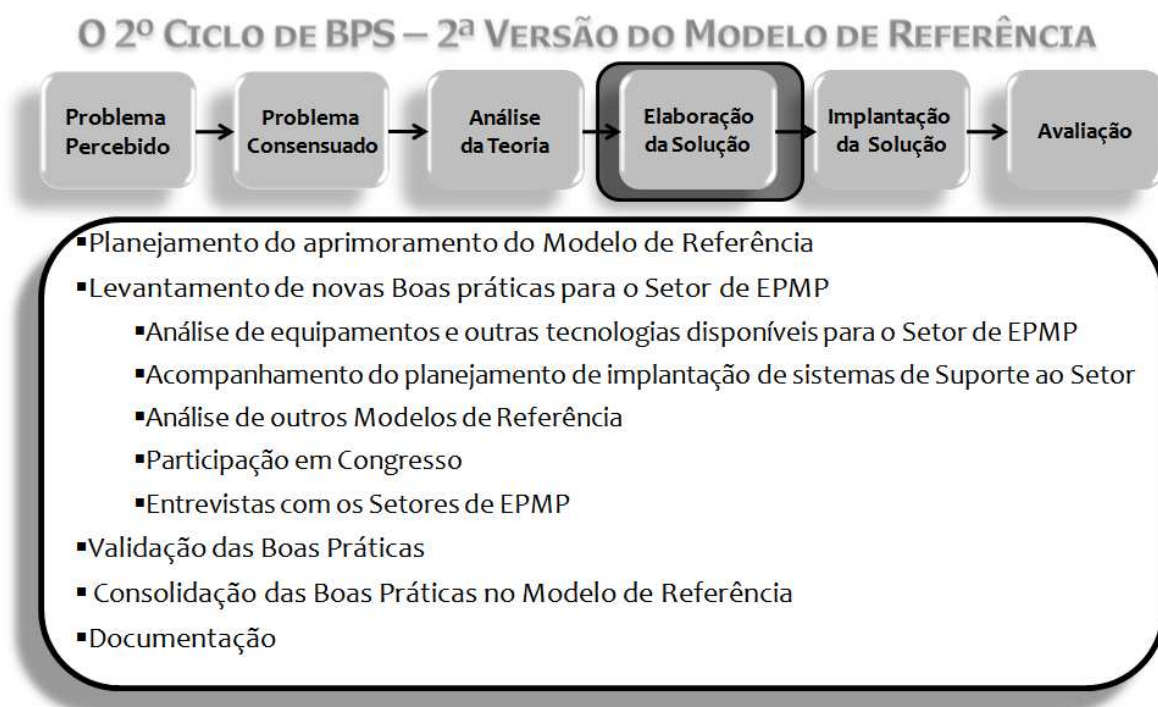 O 2º CICLO DE BPS – 2ª VERSÃO DO MODELO DE REFERÊNCIA
Problema
Percebido
Problema
Consensuado
Análise
da Teoria
Elaboração
da Solução
Implantação
da Solução
Avaliação
▪Planejamento do aprimoramento do Modelo de Referência
▪Levantamento de novas Boas práticas para o Setor de EPMP
▪Análise de equipamentos e outras tecnologias disponíveis para o Setor de EPMP
▪Acompanhamento do planejamento de implantação de sistemas de Suporte ao Setor
▪Análise de outros Modelos de Referência
▪Participação em Congresso
▪Entrevistas com os Setores de EPMP
▪Validação das Boas Práticas
▪ Consolidação das Boas Práticas no Modelo de Referência
▪Documentação